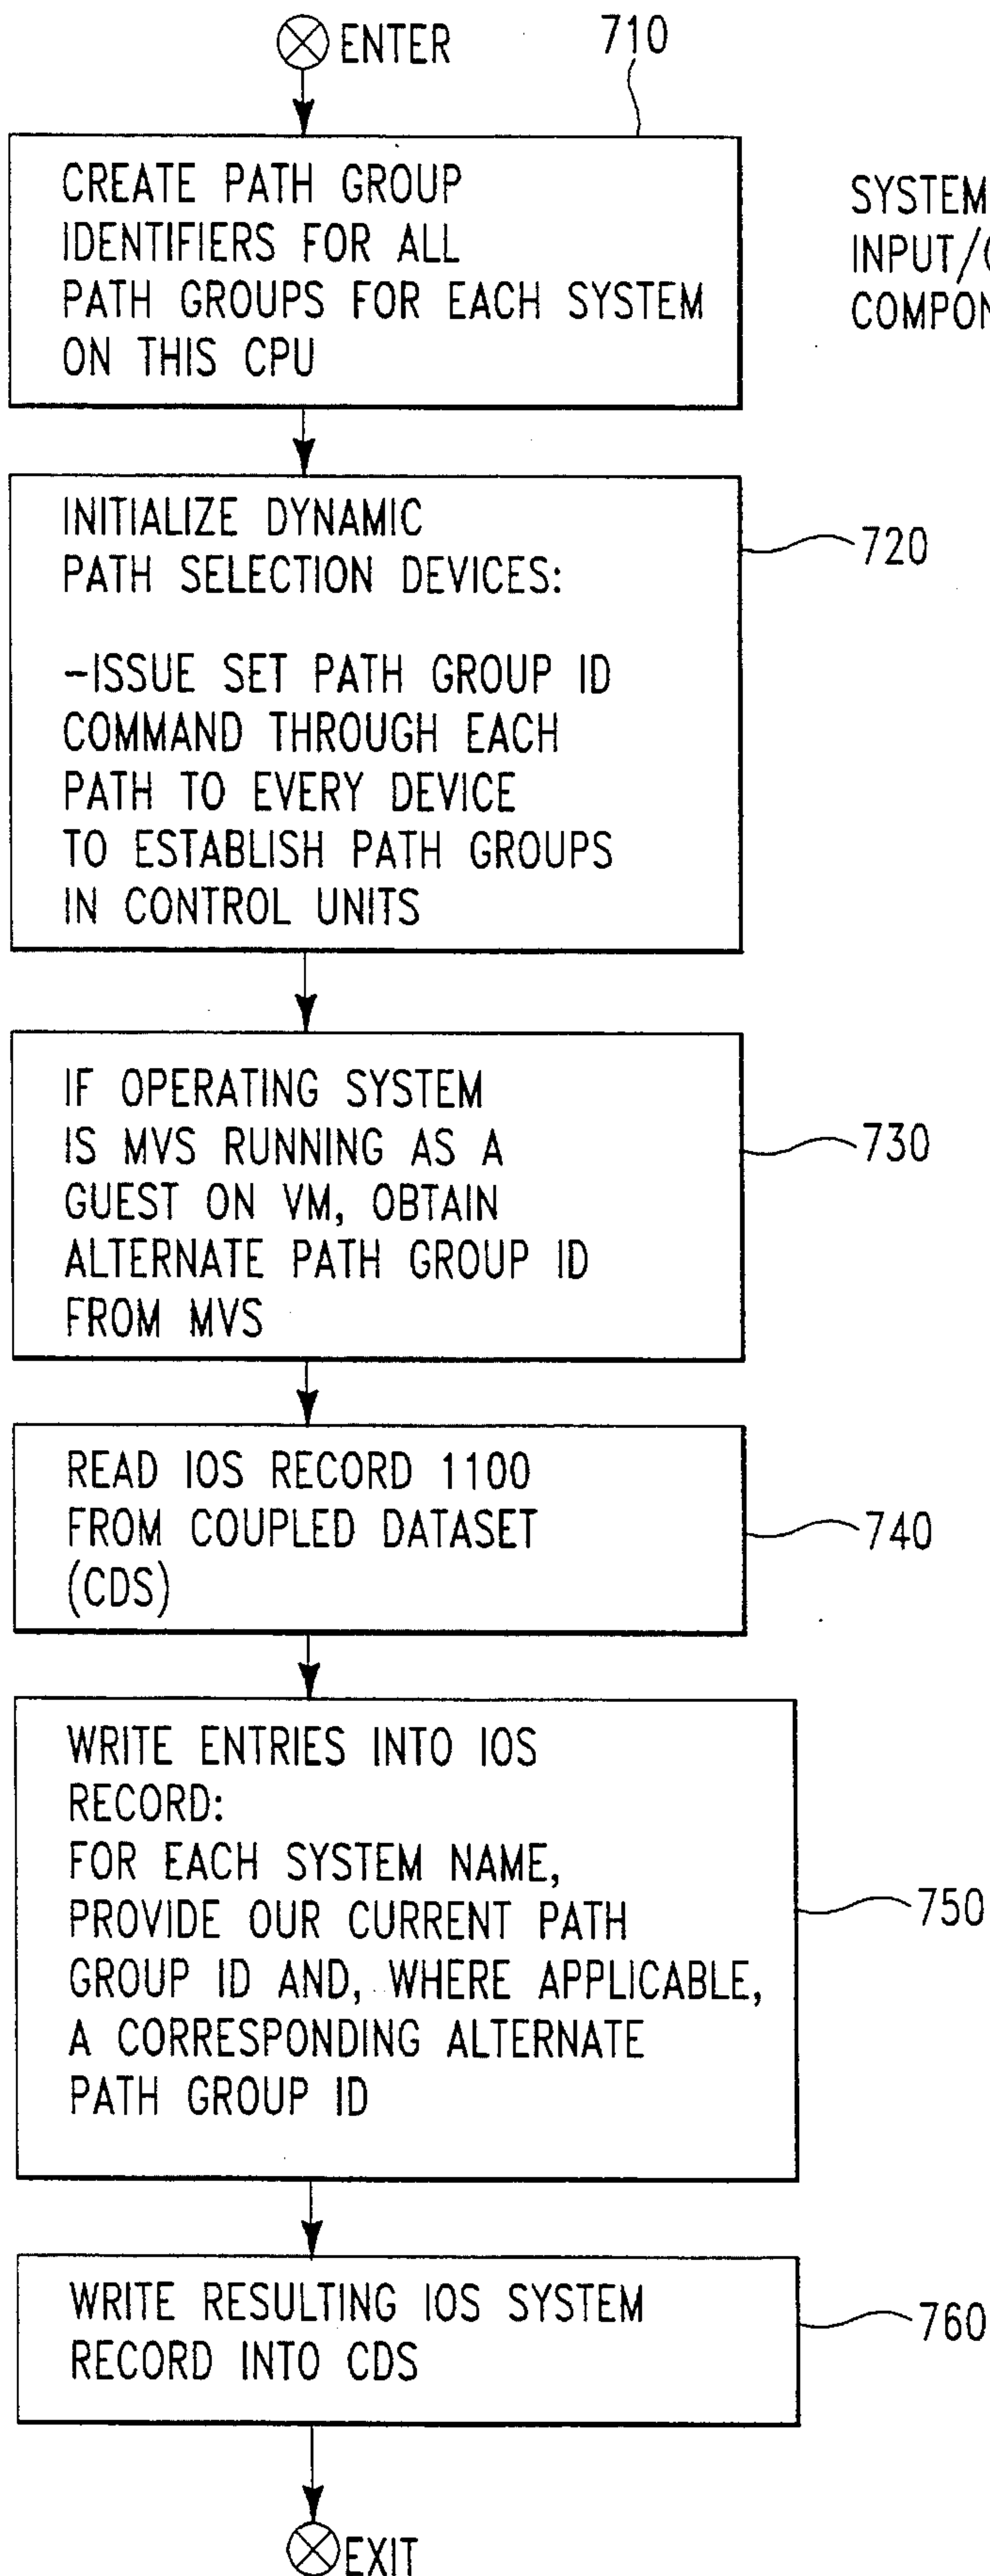 ENTER
710
CREATE PATH GROUP
IDENTIFIERS FOR ALL
PATH GROUPS FOR EACH SYSTEM
ON THIS CPU
SYSTEM
INPUT/
720
INITIALIZE DYNAMIC
PATH SELECTION DEVICES:
-ISSUE SET PATH GROUP ID
COMMAND THROUGH EACH
PATH TO EVERY DEVICE
TO ESTABLISH PATH GROUPS
IN CONTROL UNITS
730
IF OPERATING SYSTEM
IS MVS RUNNING AS A
GUEST ON VM, OBTAIN
ALTERNATE PATH GROUP ID
FROM MVS
740
READ IOS RECORD 1100
FROM COUPLED DATASET
(CDS)
750
WRITE ENTRIES INTO IOS
RECORD:
FOR EACH SYSTEM NAME,
PROVIDE OUR CURRENT PATH
GROUP ID AND, WHERE APPLICABLE,
A CORRESPONDING ALTERNATE
PATH GROUP ID
760
WRITE RESULTING IOS SYSTEM
RECORD INTO CDS
EXIT